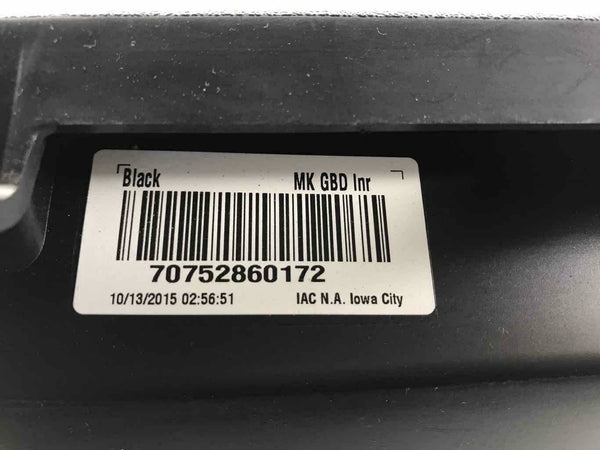 Black MK GBD Inr
70752860172
10/13/2015 02:56:51 IAC N.A. Iowa City